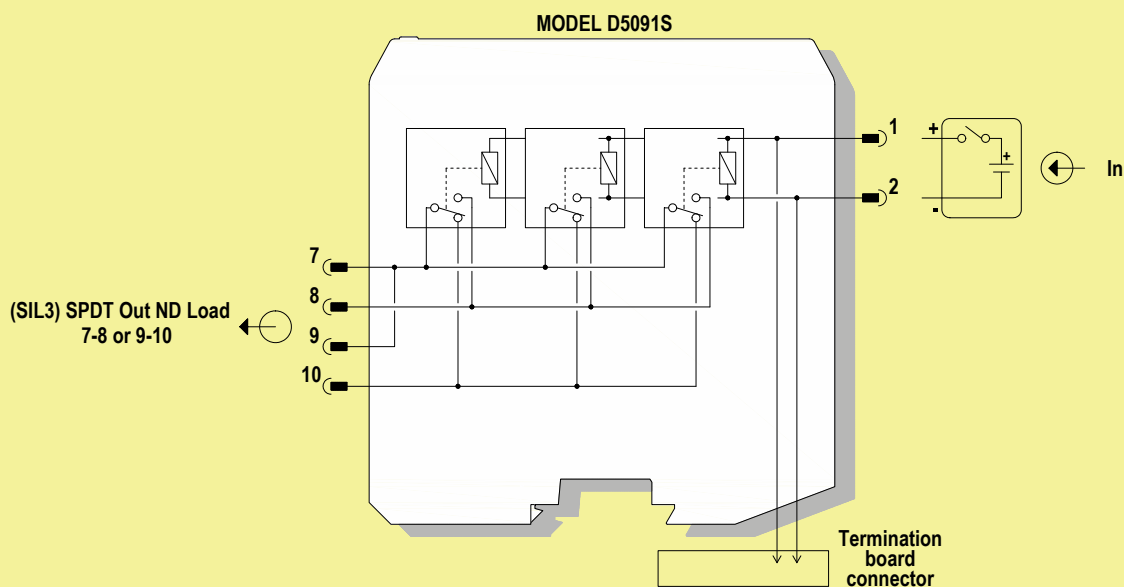 MODEL D5091S
1
+
+
In
2
-
7
8
(SIL3) SPDT Out ND Load
7-8 or 9-10
9
10
Termination
board
connector